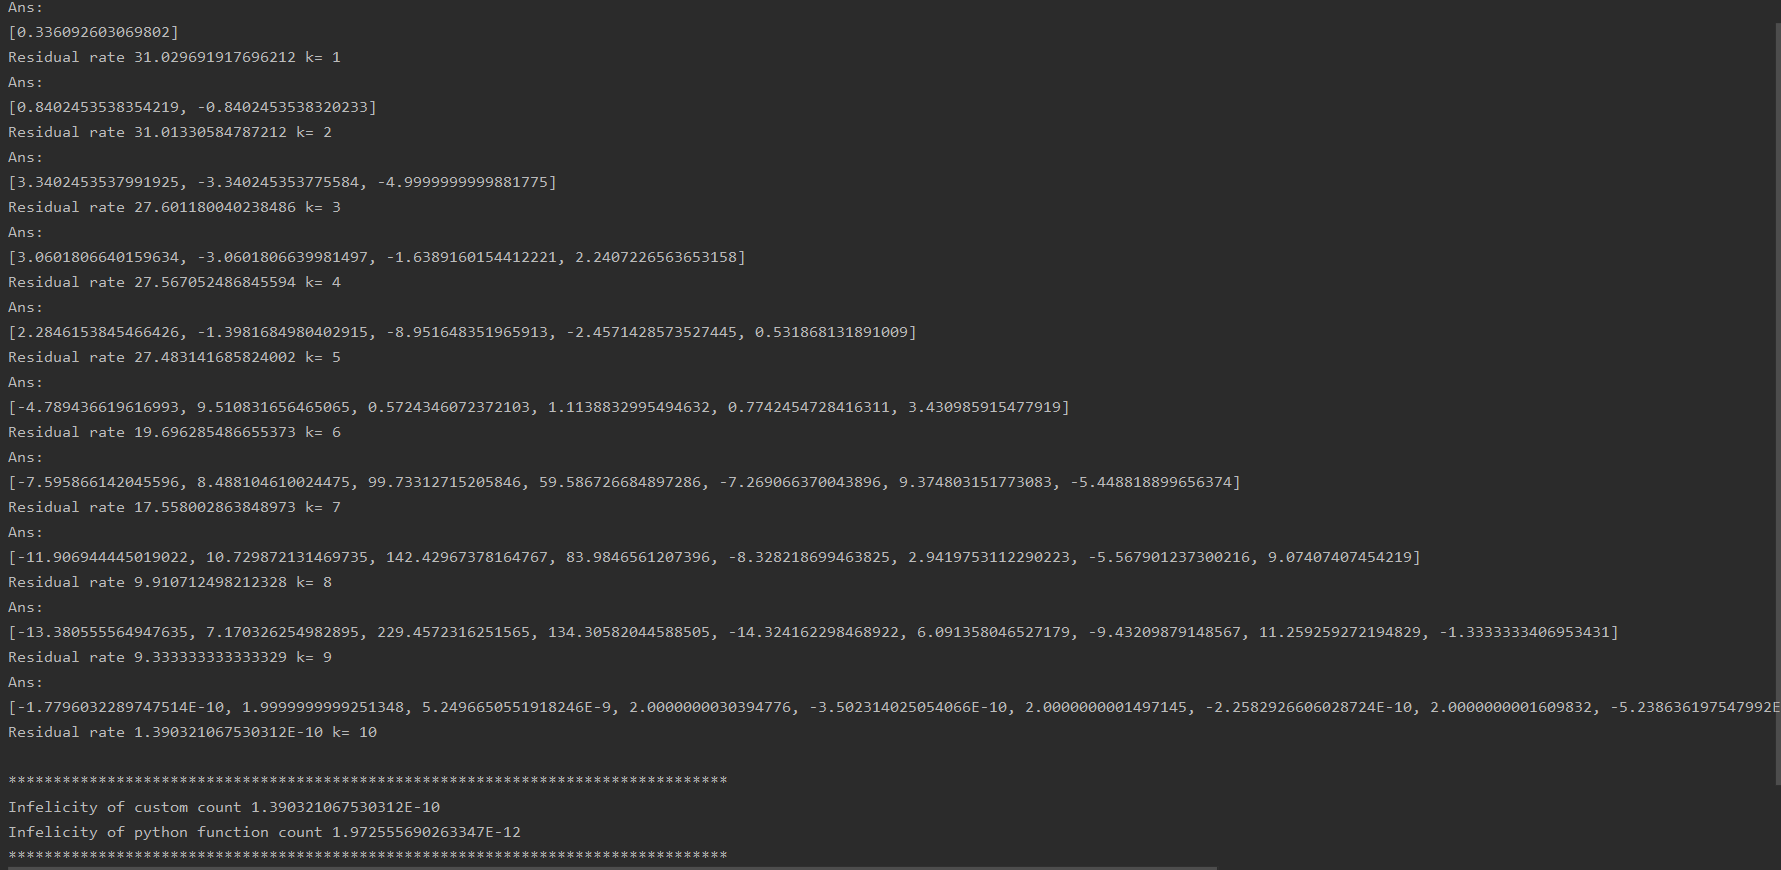 Ans:
[0.336092603069802]
Residual rate 31.029691917696212 k= 1
Ans:
[0.8402453538354219, -0.8402453538320233]
Residual rate 31.01330584787212 k= 2
Ans:
[3.3402453537991925, -3.340245353775584, -4.9999999999881775]
Residual rate 27.601180040238486 k= 3
Ans:
[3.0601806640159634, -3.0601806639981497, -1.6389160154412221, 2.2407226563653158]
Residual rate 27.567052486845594 k= 4
Ans:
[2.2846153845466426, -1.3981684980402915, -8.951648351965913, -2.4571428573527445, 0.531868131891009]
Residual rate 27.483141685824002 k= 5
Ans:
[-4.789436619616993, 9.510831656465065, 0.5724346072372103, 1.1138832995494632, 0.7742454728416311, 3.430985915477919]
Residual rate 19.696285486655373 k= 6
Ans:
[-7.595866142045596, 8.488104610024475, 99.73312715205846, 59.586726684897286, -7.269066370043896, 9.374803151773083, -5.448818899656374]
Residual rate 17.558002863848973 k= 7
Ans:
[-11.906944445019022, 10.729872131469735, 142.42967378164767, 83.9846561207396, -8.328218699463825, 2.9419753112290223, -5.567901237300216, 9.07407407454219]
Residual rate 9.910712498212328 k= 8
Ans:
[-13.380555564947635, 7.170326254982895, 229.4572316251565, 134.30582044588505, -14.324162298468922, 6.091358046527179, -9.43209879148567, 11.259259272194829, -1.3333333406953431]
Residual rate 9.333333333333329 k= 9
Ans:
[-1.7796032289747514E-10, 1.9999999999251348, 5.2496650551918246E-9, 2.0000000030394776, -3.502314025054066E-10, 2.0000000001497145, -2.2582926606028724E-10, 2.0000000001609832, -5.238636197547992E
Residual rate 1.390321067530312E-10 k= 10
********************************************************************************
Infelicity of custom count 1.390321067530312E-10
Infelicity of python function count 1.972555690263347E-12
********************************************************************************